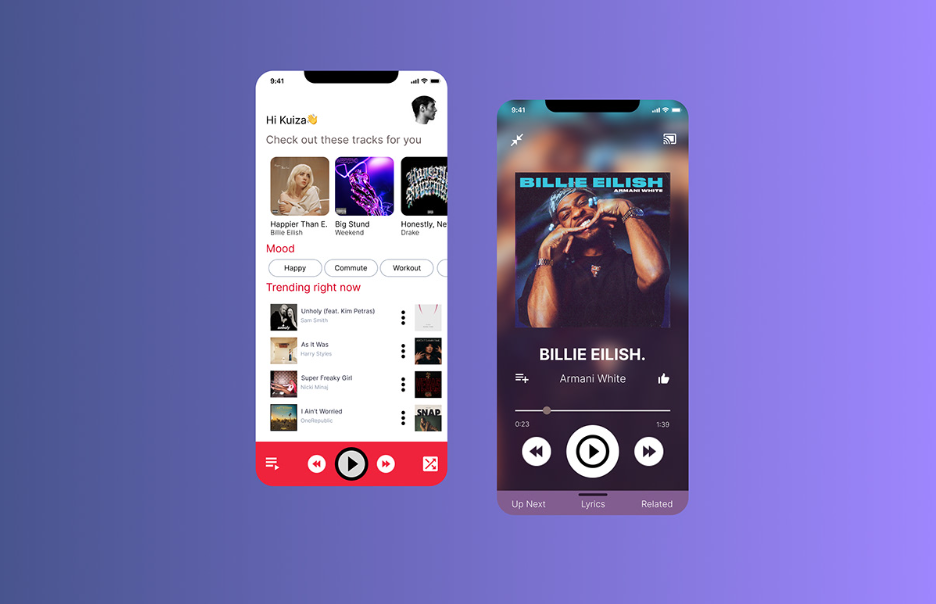 9:41
Hi Kuiza👋
Check out these tracks for you
Happier Than E.
Billie Eilish
Big Stund
Weekend
Honestly, Ne
Drake
Mood
Happy
Commute
Workout
Trending right now
Unholy (feat. Kim Petras)
Sam Smith
As It Was
Harry Styles
Super Freaky Girl
Nicki Minaj
I Ain't Worried
OneRepublic
SNAP
9:41
BILLIE EILISH
ARMANI WHITE
BILLIE EILISH.
Armani White
0:23
1:39
Up Next
Lyrics
Related